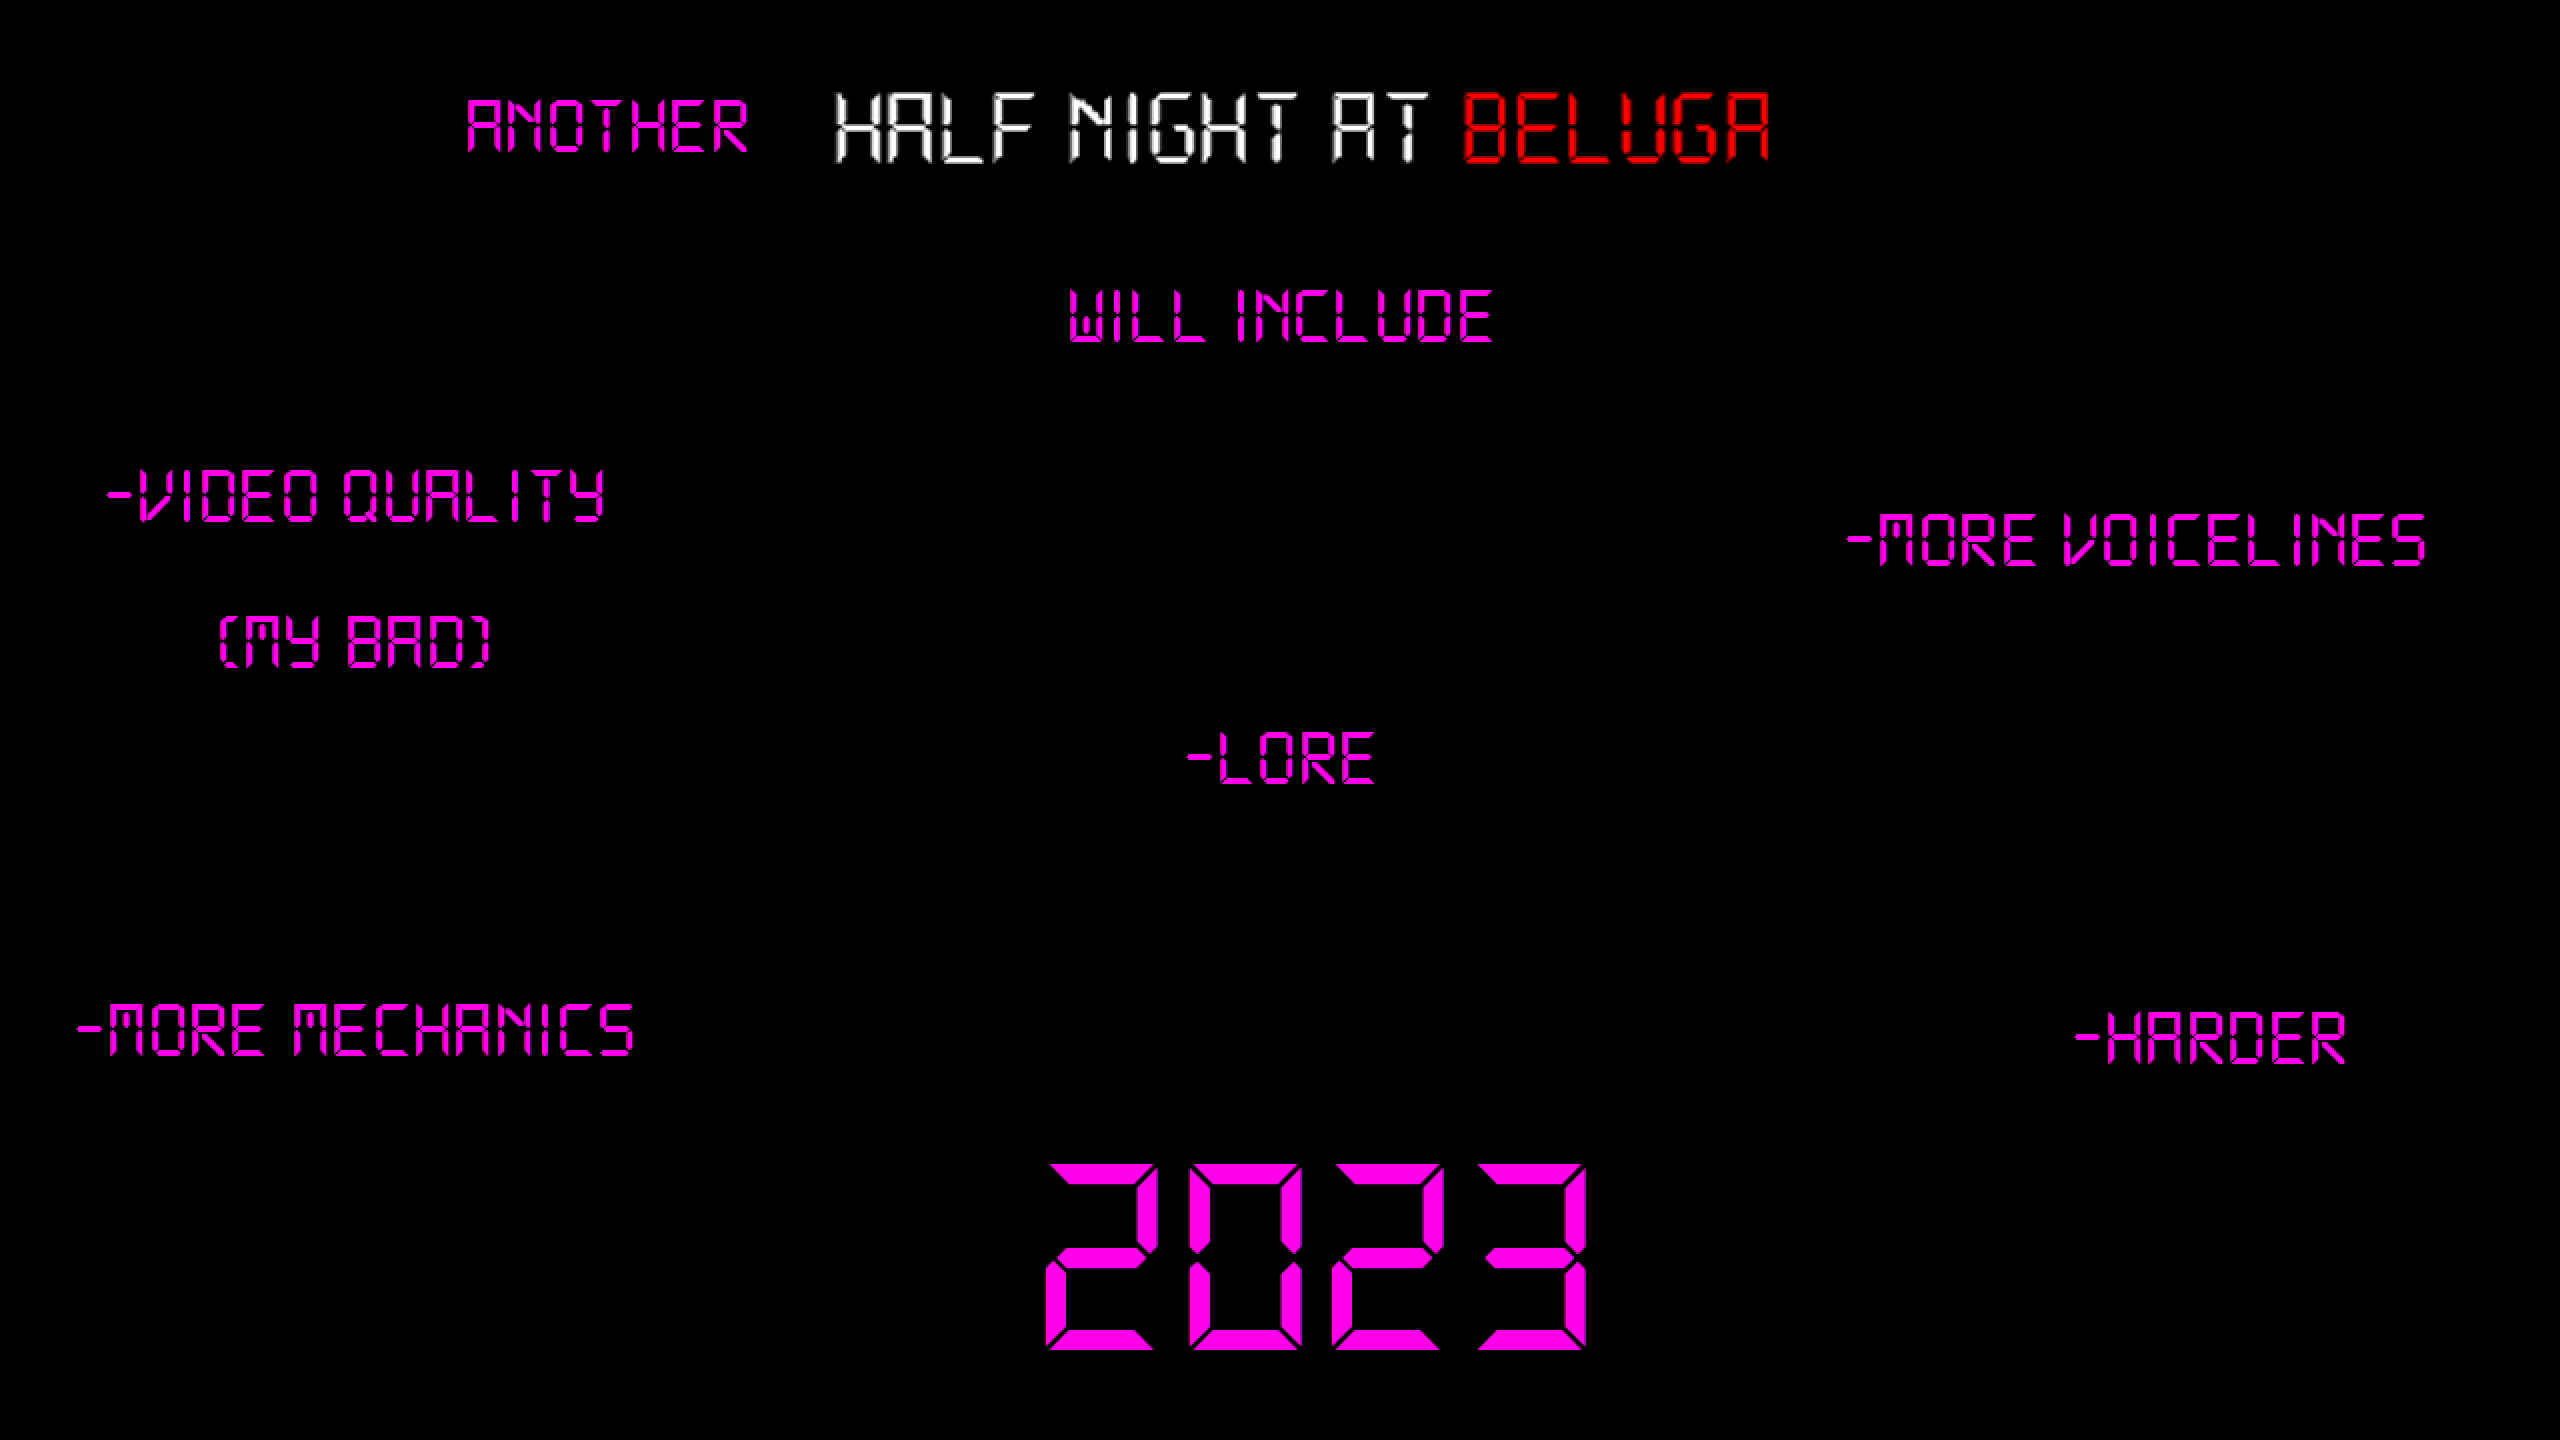 ANOTHER HALF NIGHT AT BELUGA
WILL INCLUDE
-VIDEO QUALITY
(MY BAD)
-MORE VOICELINES
-LORE
-MORE MECHANICS
-HARDER
2023